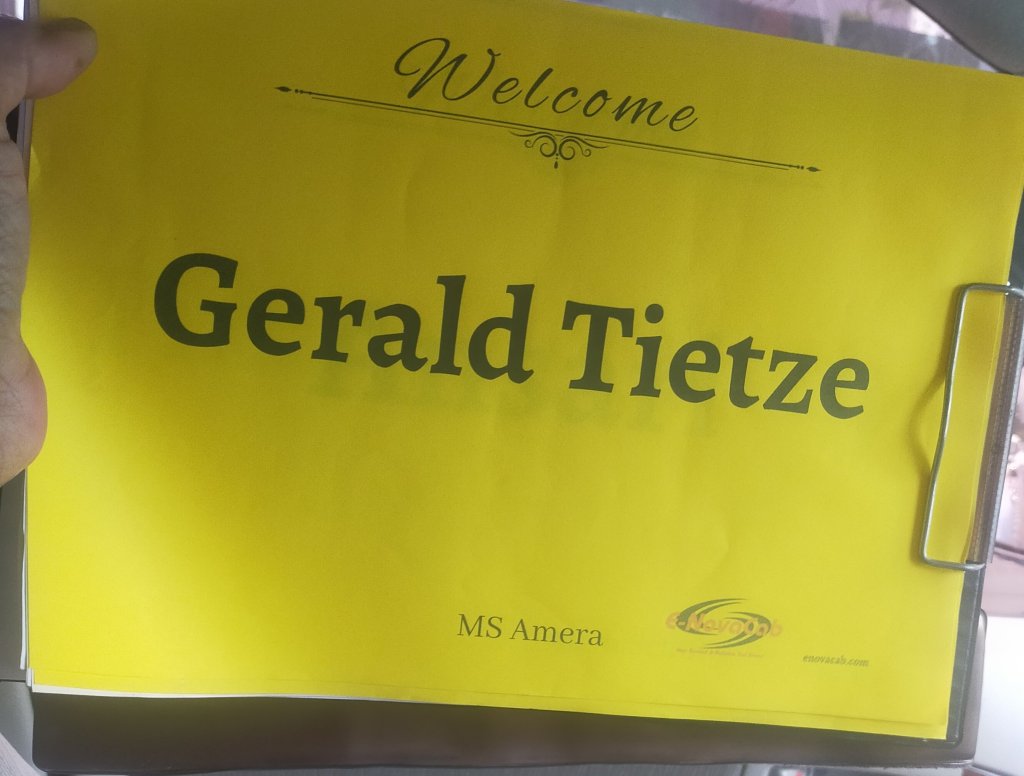 Welcome
Gerald Tietze
MS Amera
e-NovaCab
enovacab.com